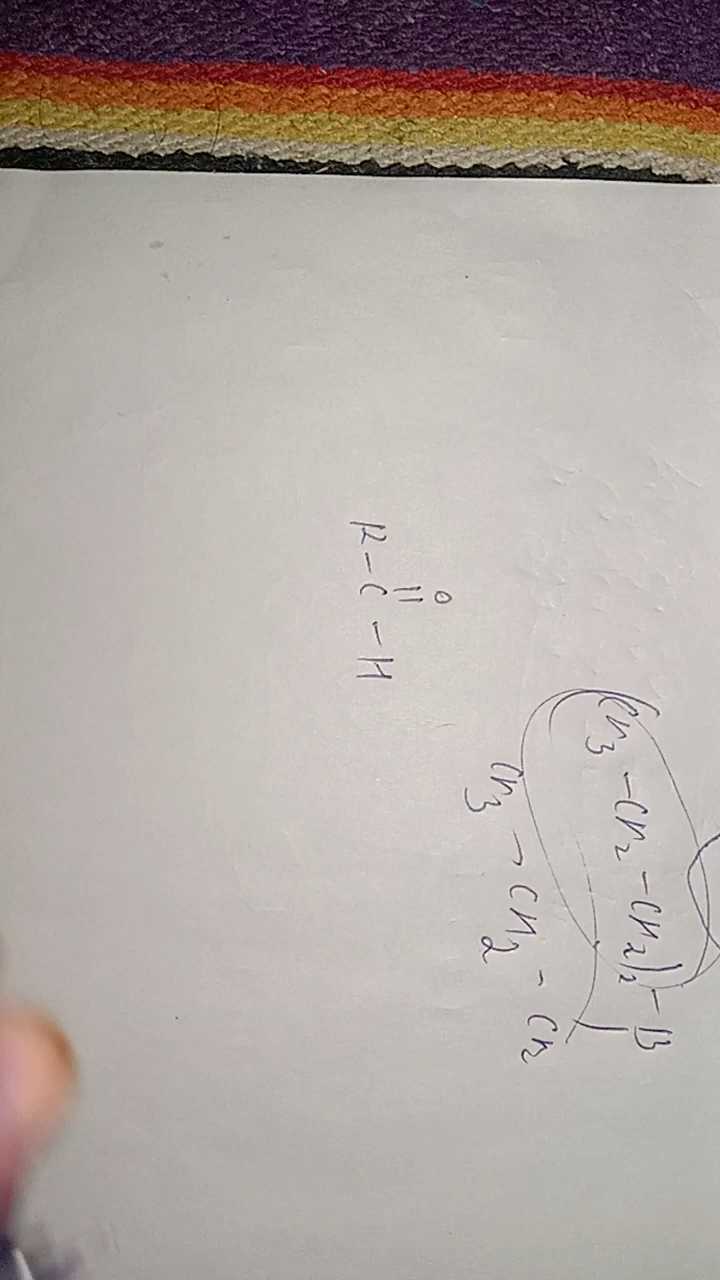 (CH3 - CH2 - CH2)2 - B
|
CH3 - CH2 - CH2
O
||
R - C - H